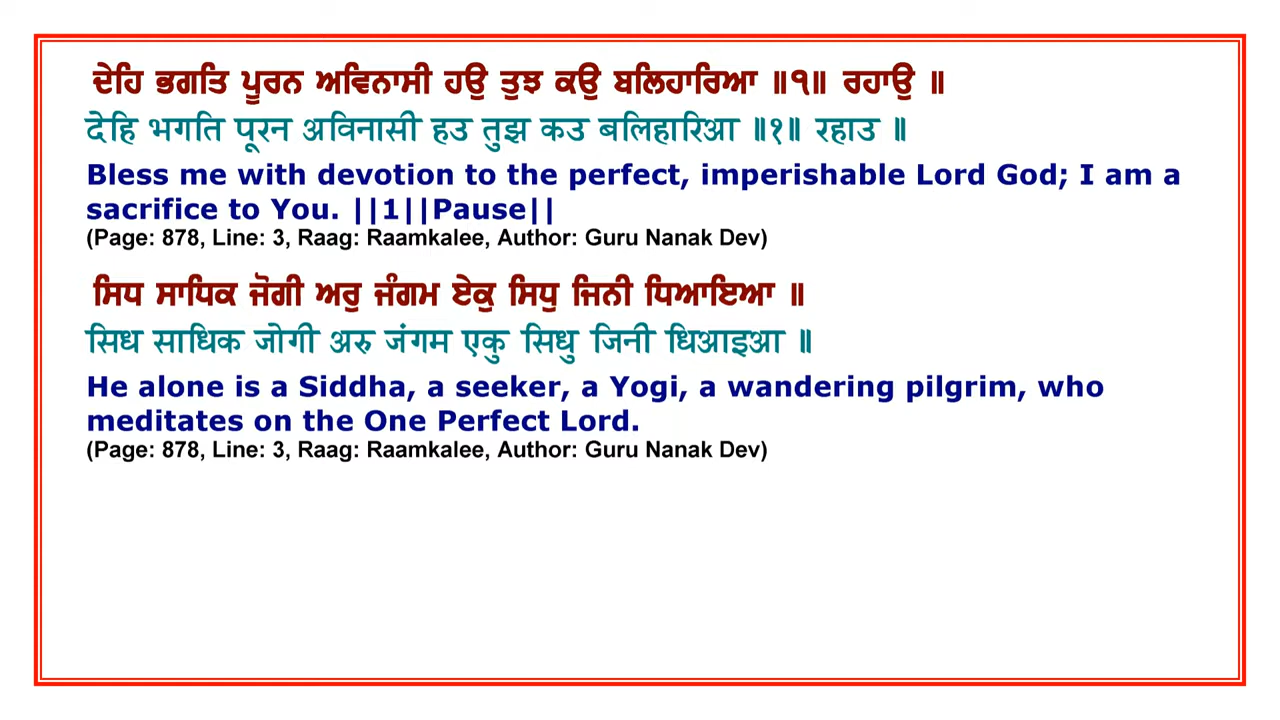 ਦੇਹਿ ਭਗਤਿ ਪੂਰਨ ਅਵਿਨਾਸੀ ਹਉ ਤੁਝ ਕਉ ਬਲਿਹਾਰਿਆ ॥੧॥ ਰਹਾਉ ॥
देहि भगति पूरन अविनासी हउ तुझ कउ बलिहारिआ ॥१॥ रहाउ ॥
Bless me with devotion to the perfect, imperishable Lord God; I am a
sacrifice to You. ||1||Pause||
(Page: 878, Line: 3, Raag: Raamkalee, Author: Guru Nanak Dev)
ਸਿਧ ਸਾਧਿਕ ਜੋਗੀ ਅਰੁ ਜੰਗਮ ਏਕੁ ਸਿਧੁ ਜਿਨੀ ਧਿਆਇਆ ॥
सिध साधिक जोगी अरु जंगम एकु सिधु जिनी धिआइआ ॥
He alone is a Siddha, a seeker, a Yogi, a wandering pilgrim, who
meditates on the One Perfect Lord.
(Page: 878, Line: 3, Raag: Raamkalee, Author: Guru Nanak Dev)